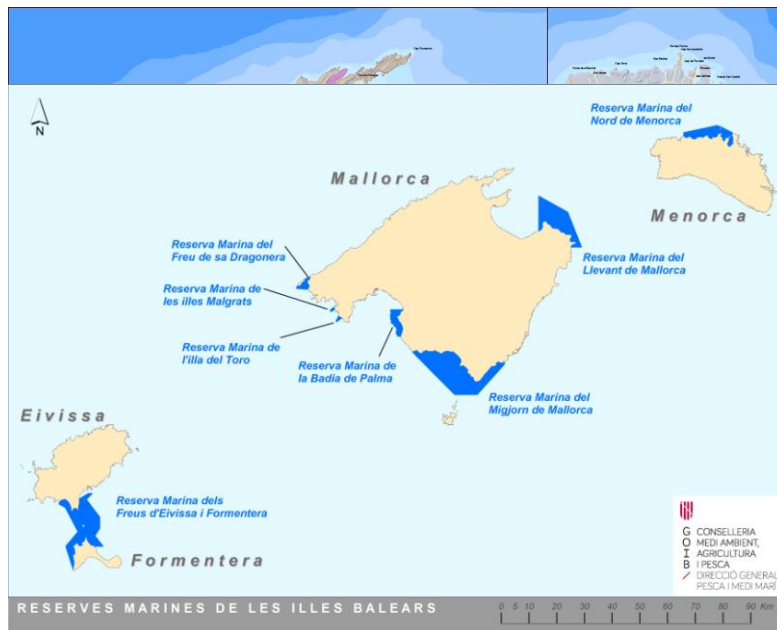 N
Reserva Marina del
Nord de Menorca
Mallorca
Menorca
Reserva Marina del
Freu de sa Dragonera
Reserva Marina del
Llevant de Mallorca
Reserva Marina de
les illes Malgrats
Reserva Marina de
l'illa del Toro
Reserva Marina de
la Badia de Palma
Reserva Marina del
Migjorn de Mallorca
Eivissa
Reserva Marina dels
Freus d'Eivissa i Formentera
Formentera
G CONSELLERIA
O MEDI AMBIENT,
I AGRICULTURA
B I PESCA
DIRECCIÓ GENERAL
PESCA I MEDI MARÍ
RESERVES MARINES DE LES ILLES BALEARS
0 5 10 20 30 40 50 60 70 80 90 Km